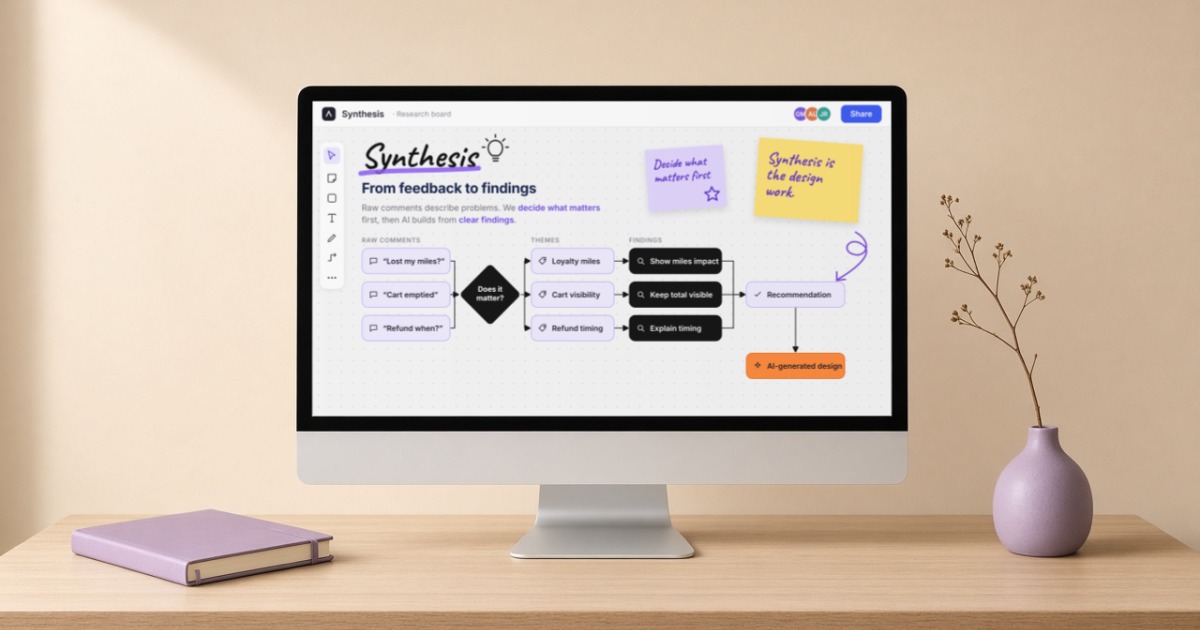 Synthesis · Research board
CM AL JR
Share
Synthesis
From feedback to findings
Raw comments describe problems. We decide what matters
first, then AI builds from clear findings.
Decide what
matters first
Synthesis is
the design
work.
RAW COMMENTS
THEMES
FINDINGS
"Lost my miles?"
"Cart emptied"
"Refund when?"
Does it
matter?
Loyalty miles
Cart visibility
Refund timing
Show miles impact
Keep total visible
Explain timing
Recommendation
AI-generated design